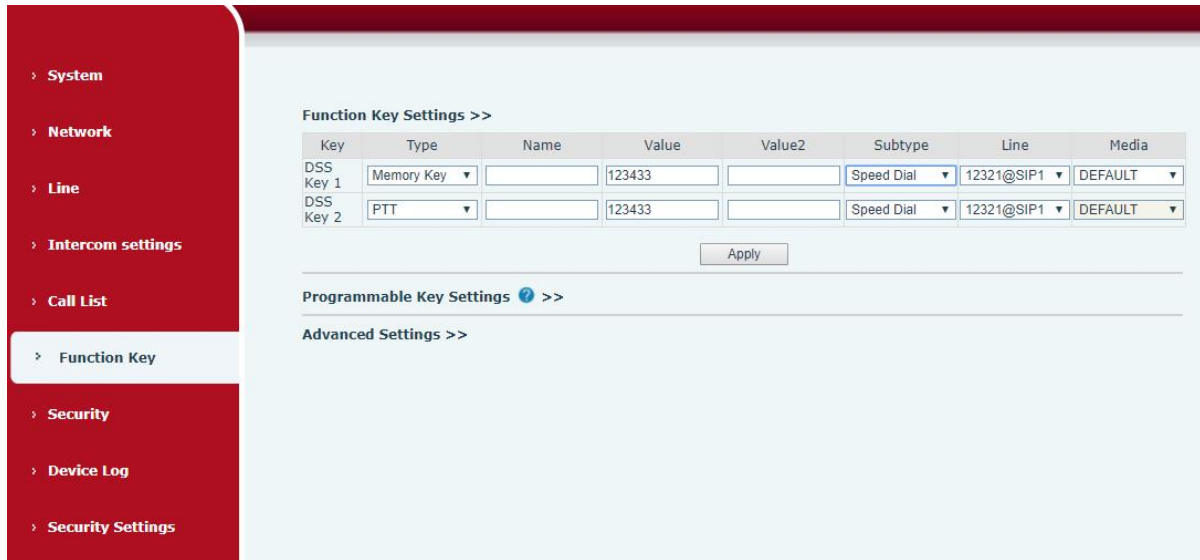 System
Network
Line
Intercom settings
Call List
Function Key
Security
Device Log
Security Settings
Function Key Settings >>
Key Type Name Value Value2 Subtype Line Media
DSS Key 1 Memory Key 123433 Speed Dial 12321@SIP1 DEFAULT
DSS Key 2 PTT 123433 Speed Dial 12321@SIP1 DEFAULT
Apply
Programmable Key Settings ? >>
Advanced Settings >>